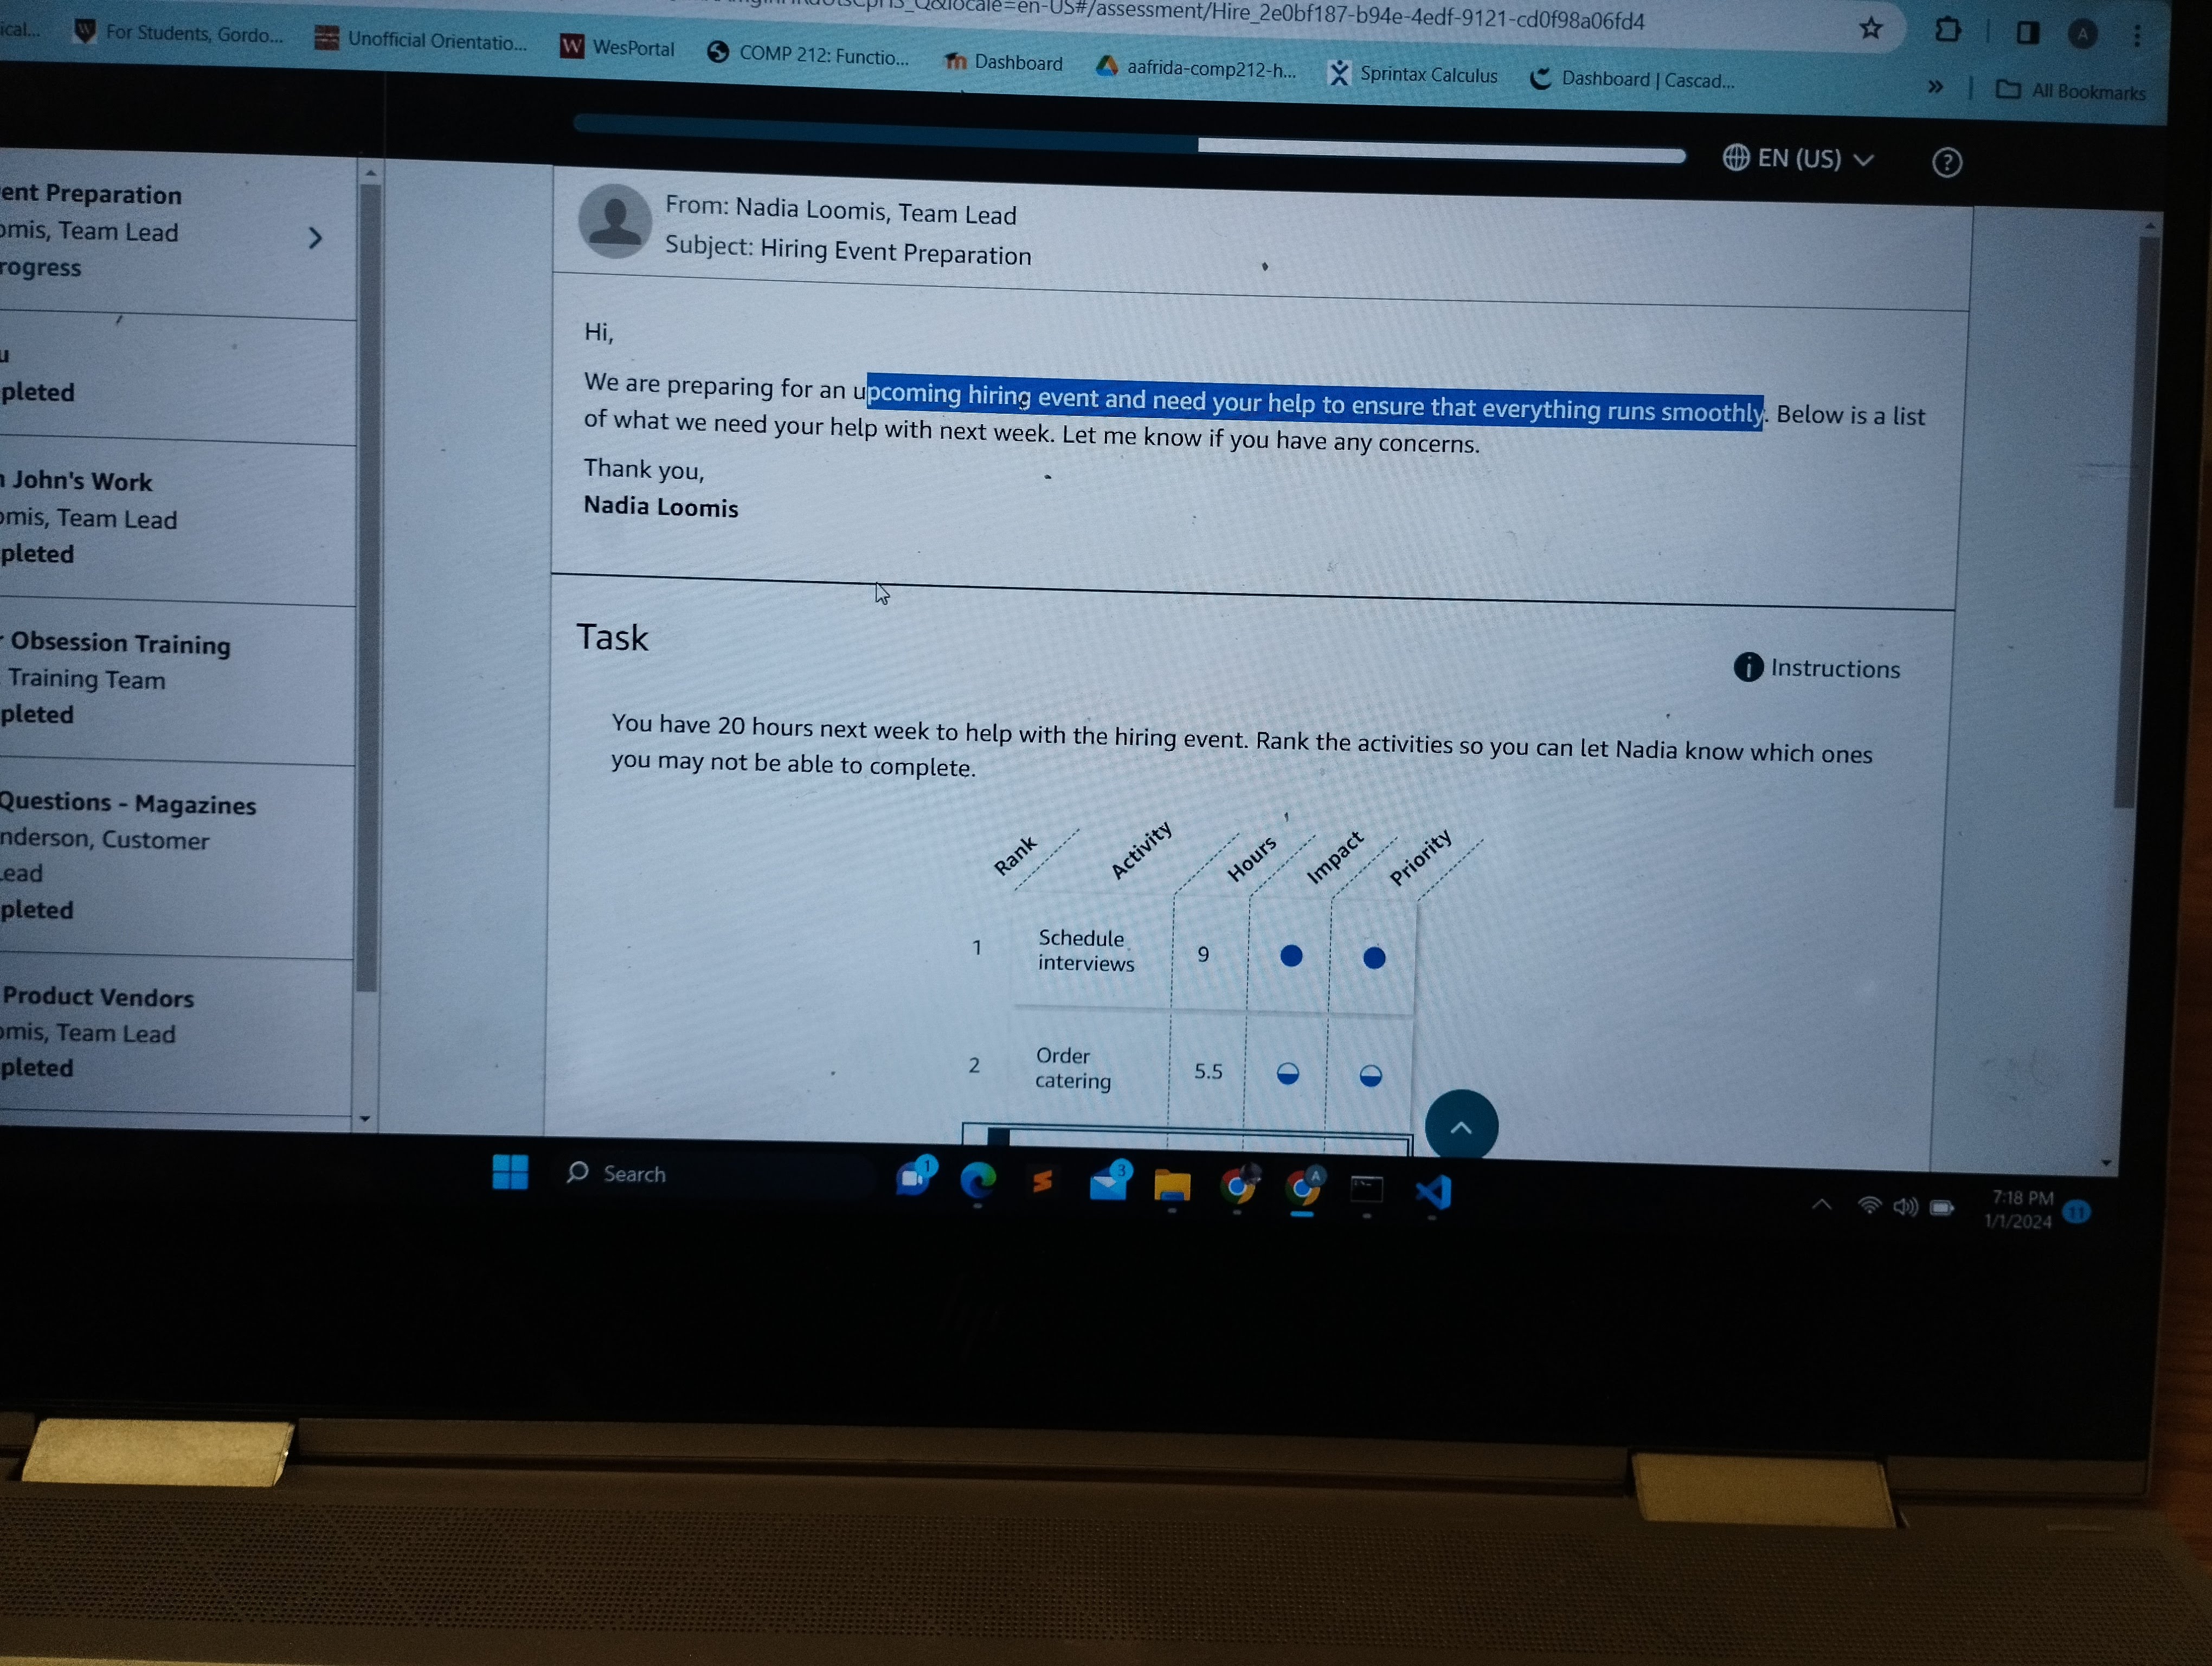 Q&locale=en-US#/assessment/Hire_2e0bf187-b94e-4edf-9121-cd0f98a06fd4
ical...
For Students, Gordo...
Unofficial Orientatio...
WesPortal
COMP 212: Functio...
Dashboard
aafrida-comp212-h...
Sprintax Calculus
Dashboard | Cascad...
All Bookmarks
EN (US)
ent Preparation
omis, Team Lead
rogress
u
pleted
n John's Work
omis, Team Lead
pleted
r Obsession Training
Training Team
pleted
Questions - Magazines
nderson, Customer
Lead
pleted
Product Vendors
omis, Team Lead
pleted
From: Nadia Loomis, Team Lead
Subject: Hiring Event Preparation
Hi,
We are preparing for an upcoming hiring event and need your help to ensure that everything runs smoothly. Below is a list
of what we need your help with next week. Let me know if you have any concerns.
Thank you,
Nadia Loomis
Task
Instructions
You have 20 hours next week to help with the hiring event. Rank the activities so you can let Nadia know which ones
you may not be able to complete.
Rank Activity Hours Impact Priority
1 Schedule interviews 9
2 Order catering 5.5
Search
1
3
A
7:18 PM
1/1/2024
11
hp